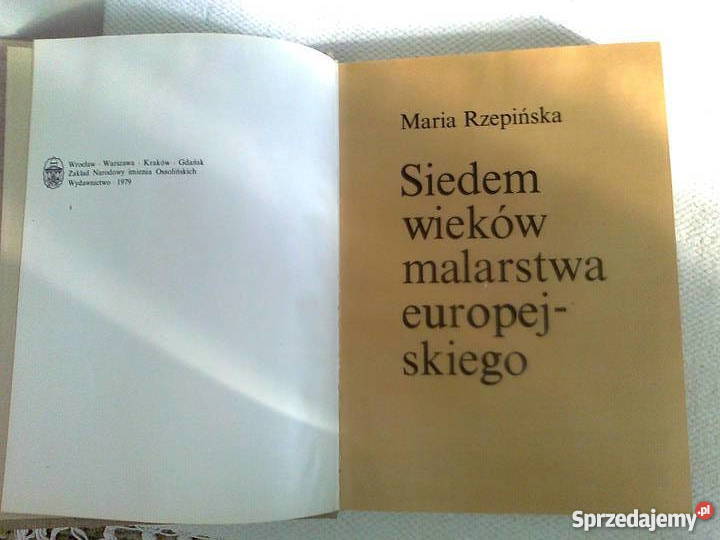 Wrocław · Warszawa · Kraków · Gdańsk
Zakład Narodowy imienia Ossolińskich
Wydawnictwo 1979
Maria Rzepińska
Siedem
wieków
malarstwa
europej-
skiego
Sprzedajemy.pl